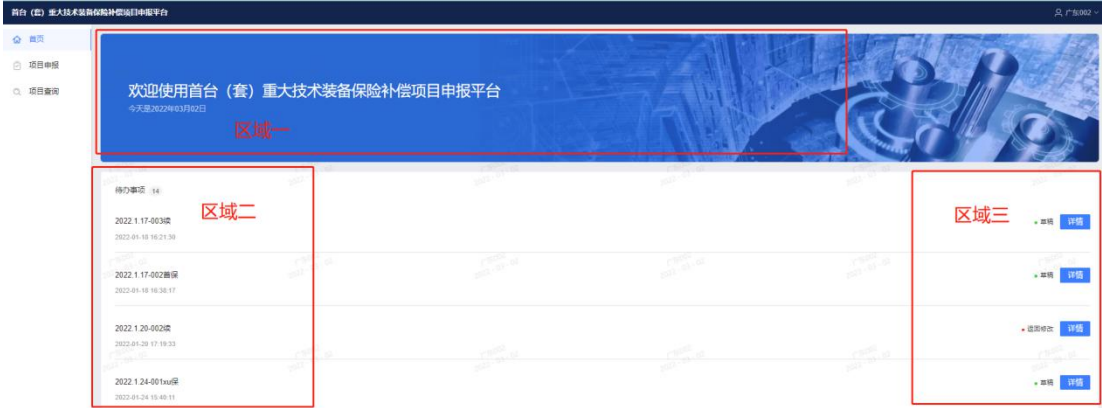 首台（套）重大技术装备保险补偿项目申报平台
广东002
首页
项目申报
项目查询
欢迎使用首台（套）重大技术装备保险补偿项目申报平台
今天是2022年03月02日
区域一
待办事项 14
区域二
区域三
2022.1.17-003续
草稿 详情
2022-01-18 16:21:30
2022.1.17-002首保
草稿 详情
2022-01-18 16:38:17
2022.1.20-002续
退回修改 详情
2022-01-20 17:19:33
2022.1.24-001xu保
草稿 详情
2022-01-24 15:40:11